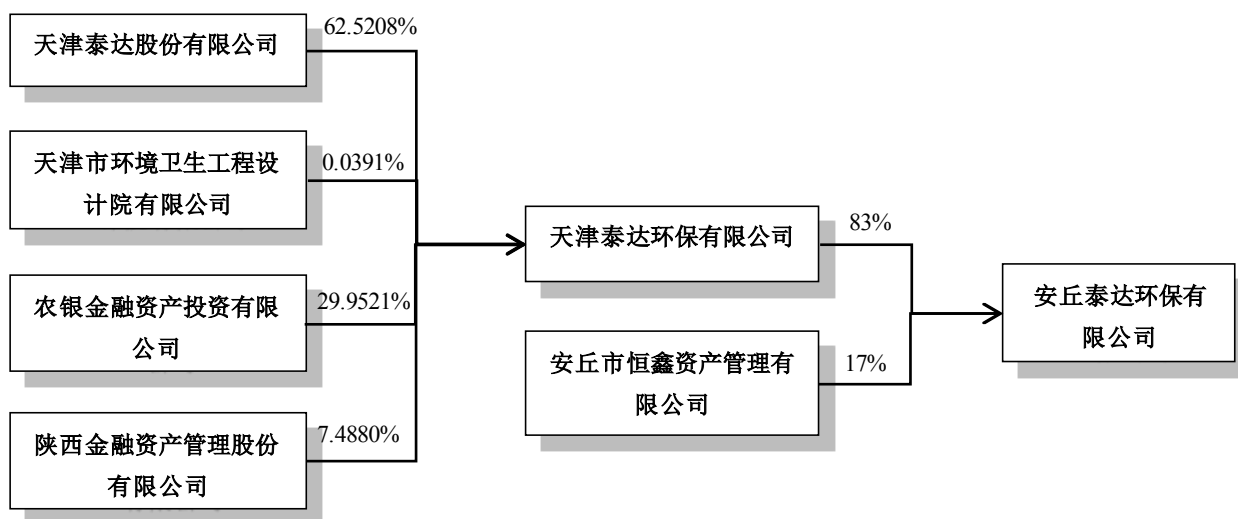 62.5208%
天津泰达股份有限公司
天津市环境卫生工程设
计院有限公司
0.0391%
农银金融资产投资有限
公司
29.9521%
陕西金融资产管理股份
有限公司
7.4880%
天津泰达环保有限公司
83%
安丘市恒鑫资产管理有
限公司
17%
安丘泰达环保有
限公司